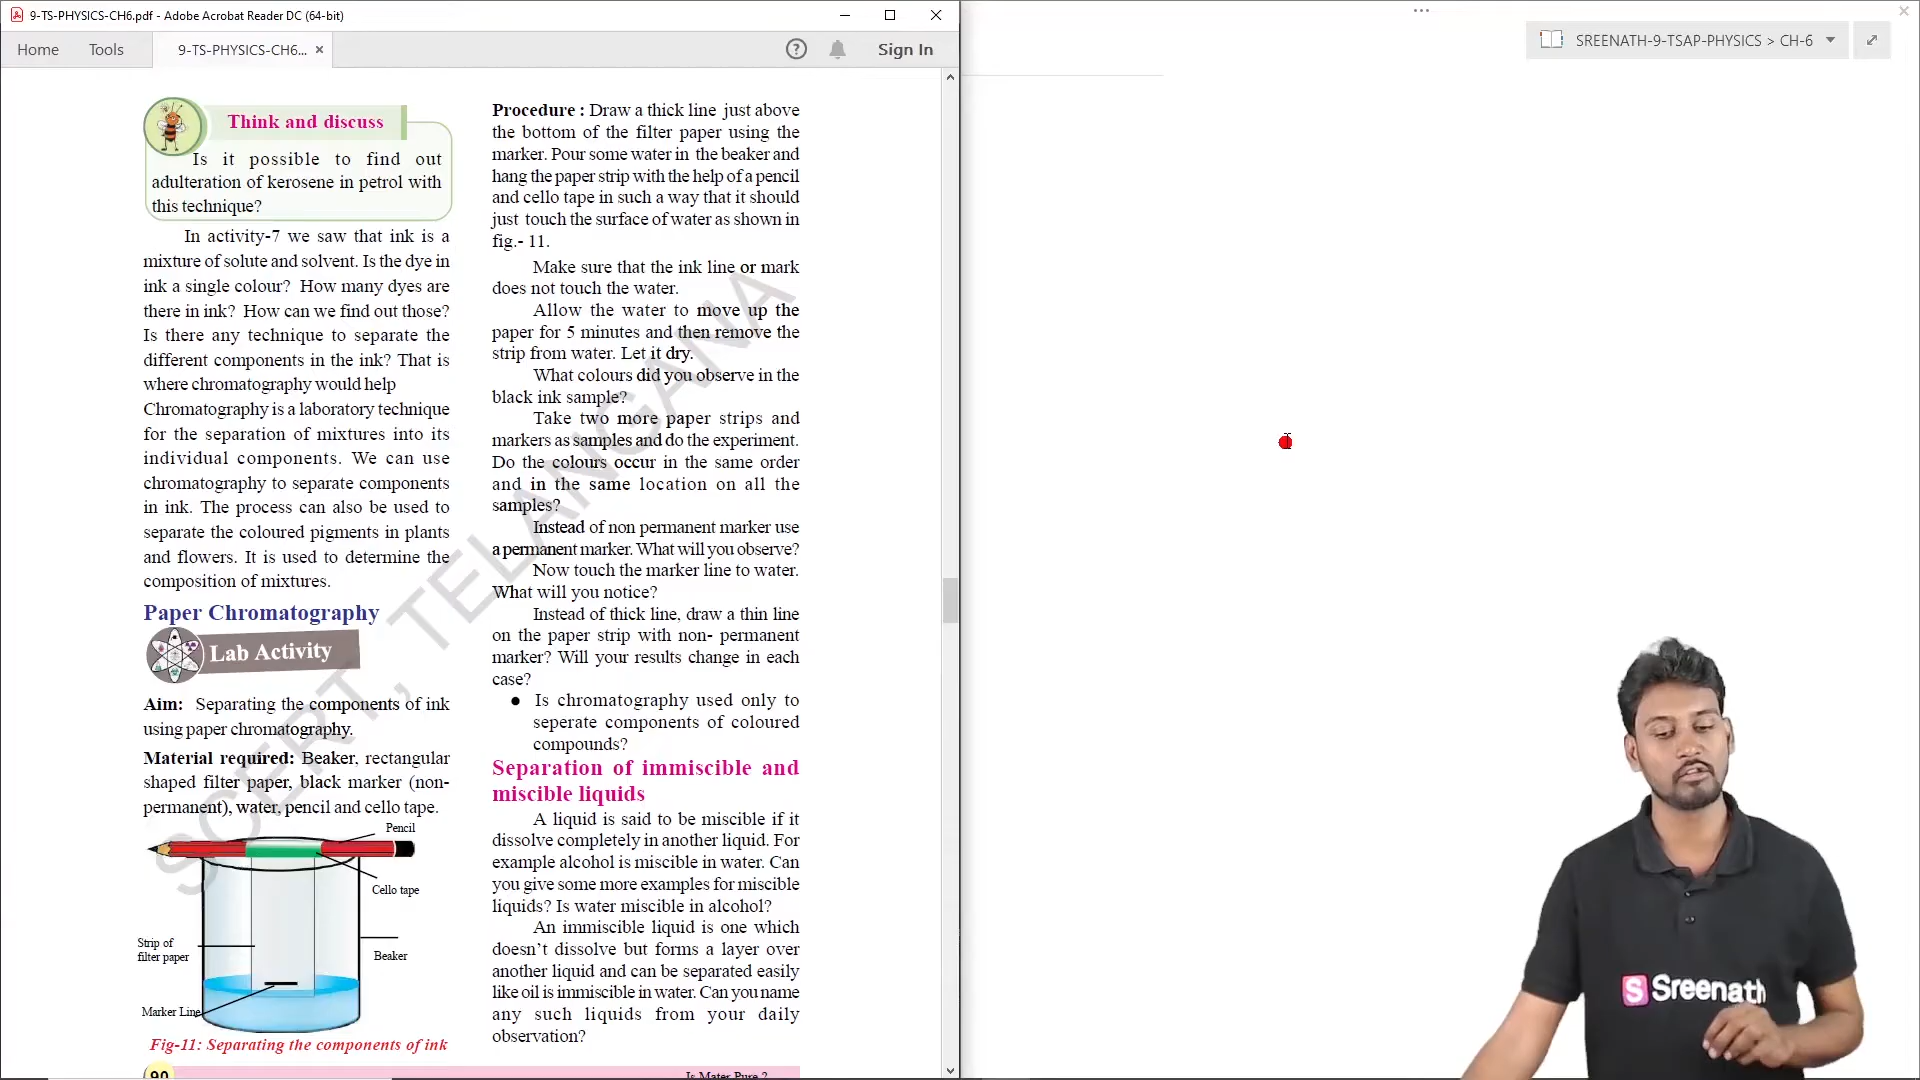 9-TS-PHYSICS-CH6.pdf - Adobe Acrobat Reader DC (64-bit)
Home
Tools
9-TS-PHYSICS-CH6...
Sign In
SREENATH-9-TSAP-PHYSICS > CH-6
Think and discuss
Is it possible to find out
adulteration of kerosene in petrol with
this technique?
In activity-7 we saw that ink is a
mixture of solute and solvent. Is the dye in
ink a single colour? How many dyes are
there in ink? How can we find out those?
Is there any technique to separate the
different components in the ink? That is
where chromatography would help
Chromatography is a laboratory technique
for the separation of mixtures into its
individual components. We can use
chromatography to separate components
in ink. The process can also be used to
separate the coloured pigments in plants
and flowers. It is used to determine the
composition of mixtures.
Paper Chromatography
Lab Activity
Aim: Separating the components of ink
using paper chromatography.
Material required: Beaker, rectangular
shaped filter paper, black marker (non-
permanent), water, pencil and cello tape.
Pencil
Cello tape
Strip of
filter paper
Beaker
Marker Line
Fig-11: Separating the components of ink
90
Procedure : Draw a thick line just above
the bottom of the filter paper using the
marker. Pour some water in the beaker and
hang the paper strip with the help of a pencil
and cello tape in such a way that it should
just touch the surface of water as shown in
fig.- 11.
Make sure that the ink line or mark
does not touch the water.
Allow the water to move up the
paper for 5 minutes and then remove the
strip from water. Let it dry.
What colours did you observe in the
black ink sample?
Take two more paper strips and
markers as samples and do the experiment.
Do the colours occur in the same order
and in the same location on all the
samples?
Instead of non permanent marker use
a permanent marker. What will you observe?
Now touch the marker line to water.
What will you notice?
Instead of thick line, draw a thin line
on the paper strip with non- permanent
marker? Will your results change in each
case?
● Is chromatography used only to
seperate components of coloured
compounds?
Separation of immiscible and
miscible liquids
A liquid is said to be miscible if it
dissolve completely in another liquid. For
example alcohol is miscible in water. Can
you give some more examples for miscible
liquids? Is water miscible in alcohol?
An immiscible liquid is one which
doesn't dissolve but forms a layer over
another liquid and can be separated easily
like oil is immiscible in water. Can you name
any such liquids from your daily
observation?
Is Mater Pure ?
SCERT, TELANGANA
S Sreenath